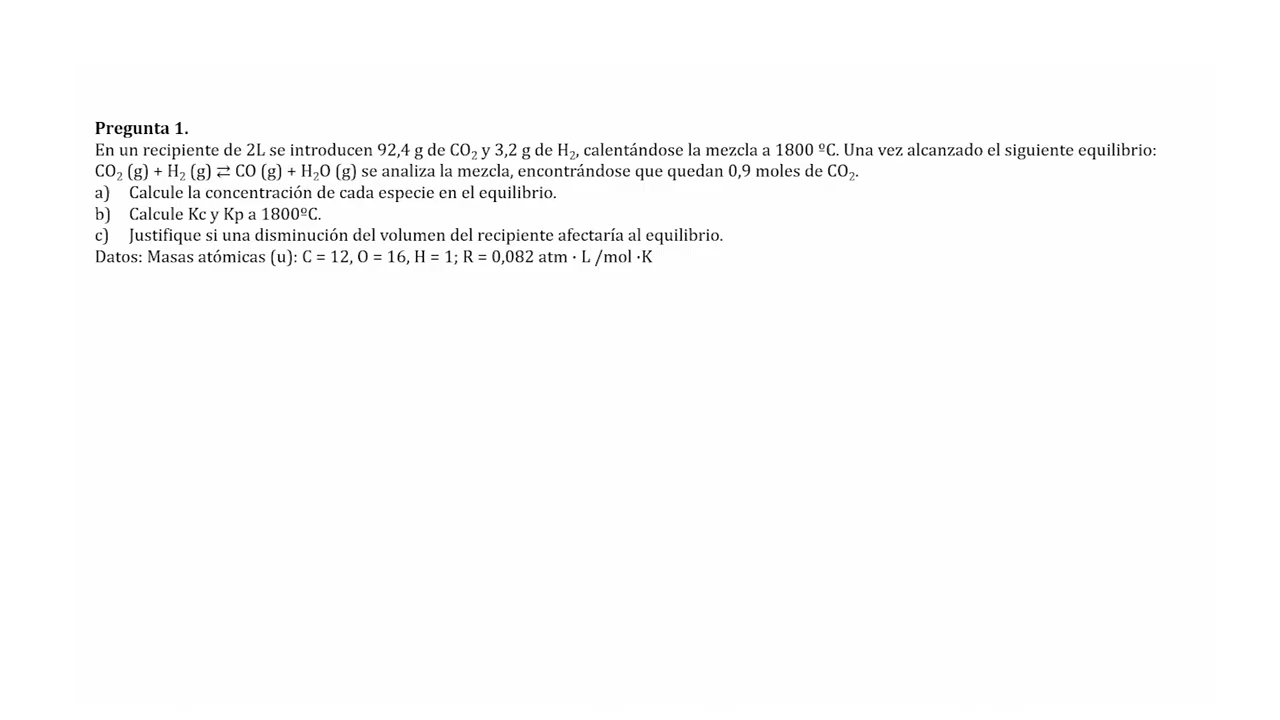 Pregunta 1.
En un recipiente de 2L se introducen 92,4 g de CO₂ y 3,2 g de H₂, calentándose la mezcla a 1800 ºC. Una vez alcanzado el siguiente equilibrio:
CO₂ (g) + H₂ (g) ⇄ CO (g) + H₂O (g) se analiza la mezcla, encontrándose que quedan 0,9 moles de CO₂.
a) Calcule la concentración de cada especie en el equilibrio.
b) Calcule Kc y Kp a 1800ºC.
c) Justifique si una disminución del volumen del recipiente afectaría al equilibrio.
Datos: Masas atómicas (u): C = 12, O = 16, H = 1; R = 0,082 atm · L /mol ·K